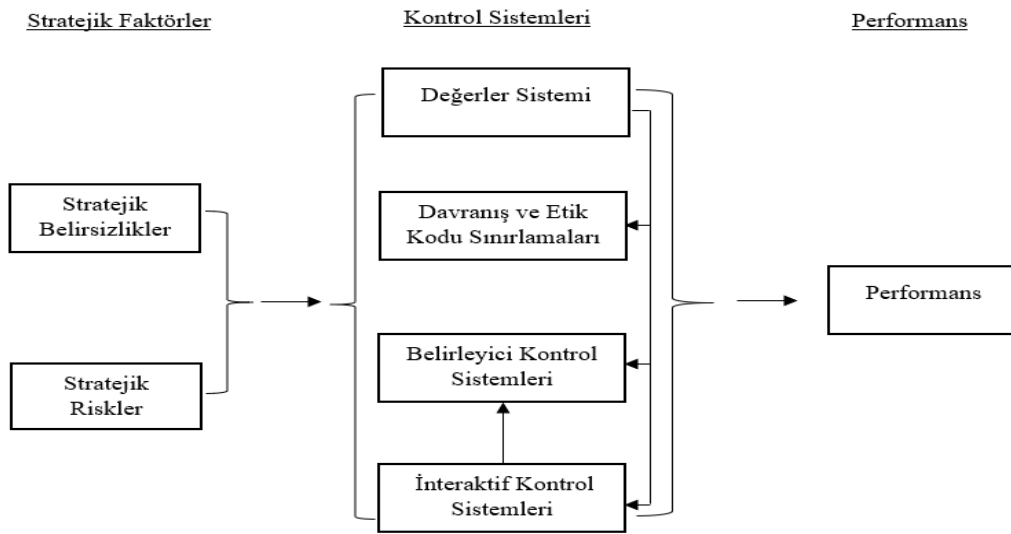 Stratejik Faktörler
Kontrol Sistemleri
Performans
Değerler Sistemi
Stratejik
Belirsizlikler
Davranış ve Etik
Kodu Sınırlamaları
Performans
Belirleyici Kontrol
Sistemleri
Stratejik
Riskler
İnteraktif Kontrol
Sistemleri